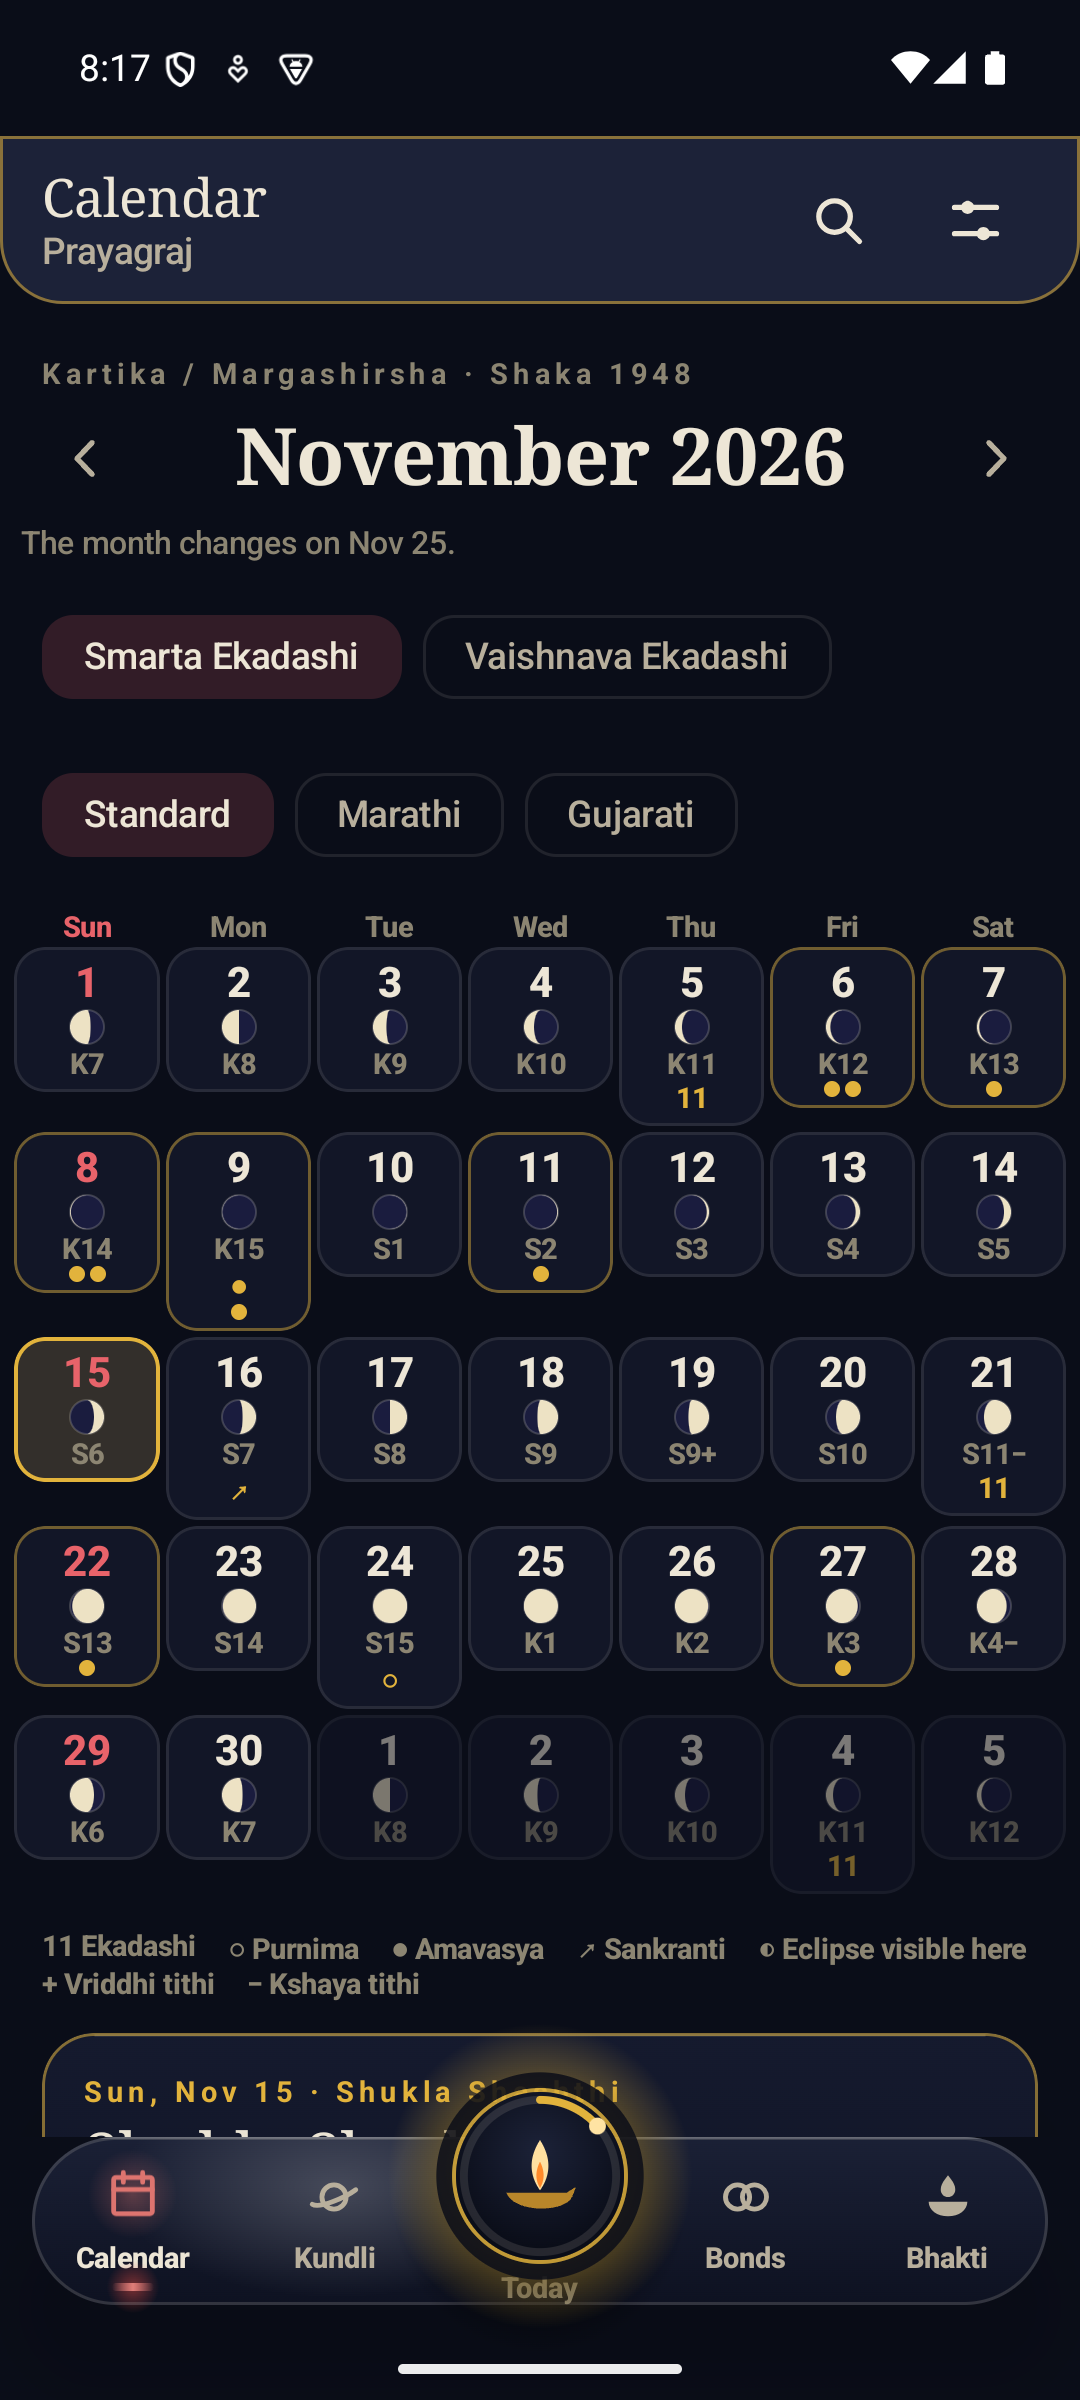 8:17
Calendar
Prayagraj
Kartika / Margashirsha · Shaka 1948
November 2026
The month changes on Nov 25.
Smarta Ekadashi Vaishnava Ekadashi
Standard Marathi Gujarati
Sun Mon Tue Wed Thu Fri Sat
1 2 3 4 5 6 7
K7 K8 K9 K10 K11 K12 K13
11
8 9 10 11 12 13 14
K14 K15 S1 S2 S3 S4 S5
15 16 17 18 19 20 21
S6 S7 S8 S9 S9+ S10 S11−
11
22 23 24 25 26 27 28
S13 S14 S15 K1 K2 K3 K4−
29 30 1 2 3 4 5
K6 K7 K8 K9 K10 K11 K12
11
11 Ekadashi Purnima Amavasya Sankranti Eclipse visible here
+ Vriddhi tithi − Kshaya tithi
Sun, Nov 15 · Shukla
Calendar Kundli Today Bonds Bhakti